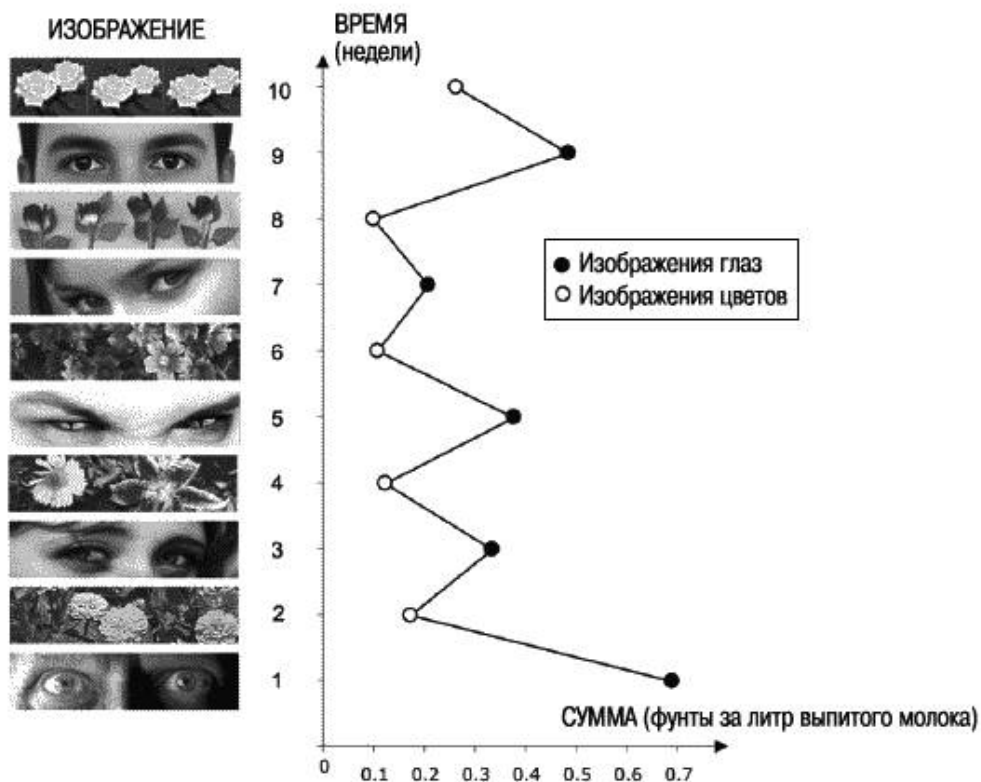 ИЗОБРАЖЕНИЕ
ВРЕМЯ
(недели)
10
9
8
7
6
5
4
3
2
1
Изображения глаз
Изображения цветов
СУММА (фунты за литр выпитого молока)
0 0.1 0.2 0.3 0.4 0.5 0.6 0.7